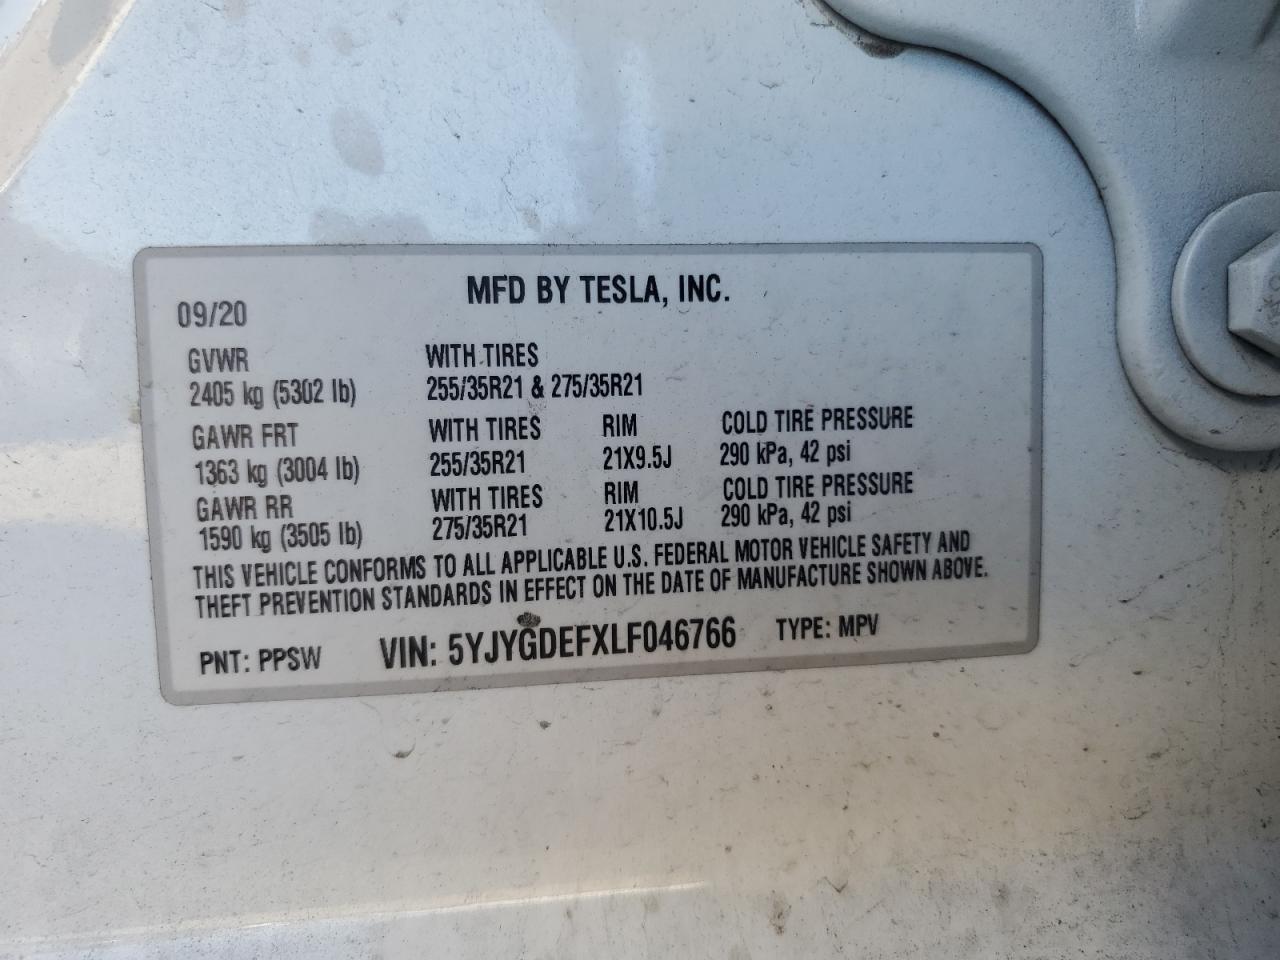 MFD BY TESLA, INC.
09/20
GVWR WITH TIRES
2405 kg (5302 lb) 255/35R21 & 275/35R21
GAWR FRT WITH TIRES RIM COLD TIRE PRESSURE
1363 kg (3004 lb) 255/35R21 21X9.5J 290 kPa, 42 psi
GAWR RR WITH TIRES RIM COLD TIRE PRESSURE
1590 kg (3505 lb) 275/35R21 21X10.5J 290 kPa, 42 psi
THIS VEHICLE CONFORMS TO ALL APPLICABLE U.S. FEDERAL MOTOR VEHICLE SAFETY AND
THEFT PREVENTION STANDARDS IN EFFECT ON THE DATE OF MANUFACTURE SHOWN ABOVE.
PNT: PPSW VIN: 5YJYGDEFXLF046766 TYPE: MPV